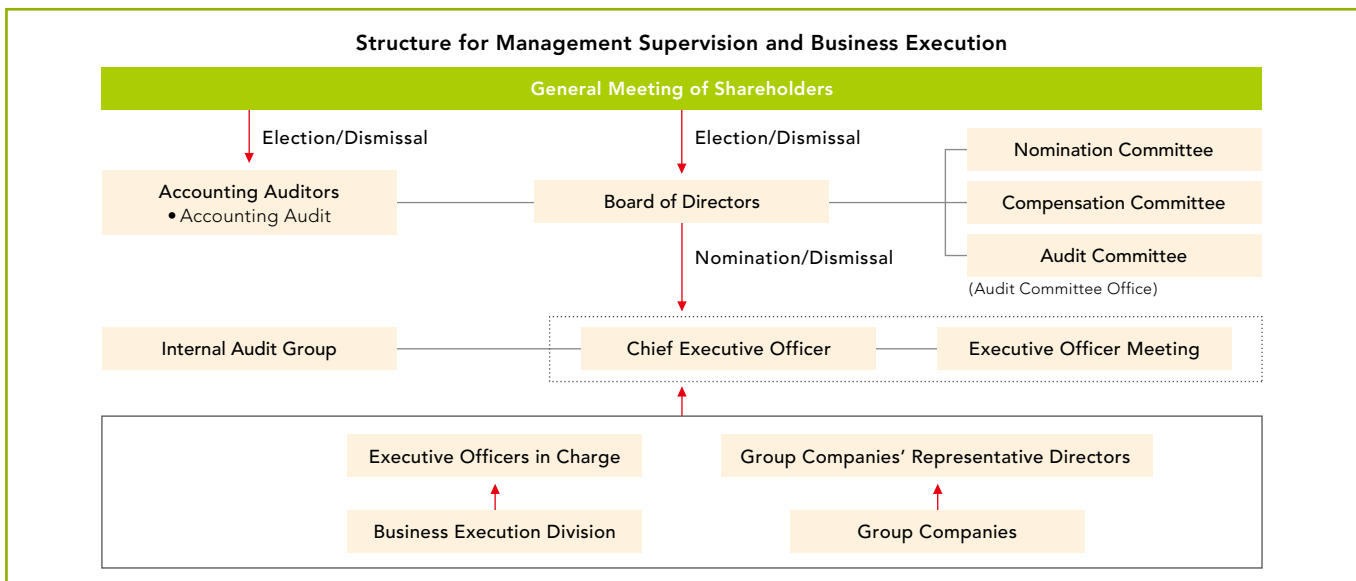 Structure for Management Supervision and Business Execution
General Meeting of Shareholders
Election/Dismissal
Election/Dismissal
Nomination Committee
Accounting Auditors
• Accounting Audit
Board of Directors
Compensation Committee
Nomination/Dismissal
Audit Committee
(Audit Committee Office)
Internal Audit Group
Chief Executive Officer
Executive Officer Meeting
Executive Officers in Charge
Group Companies’ Representative Directors
Business Execution Division
Group Companies